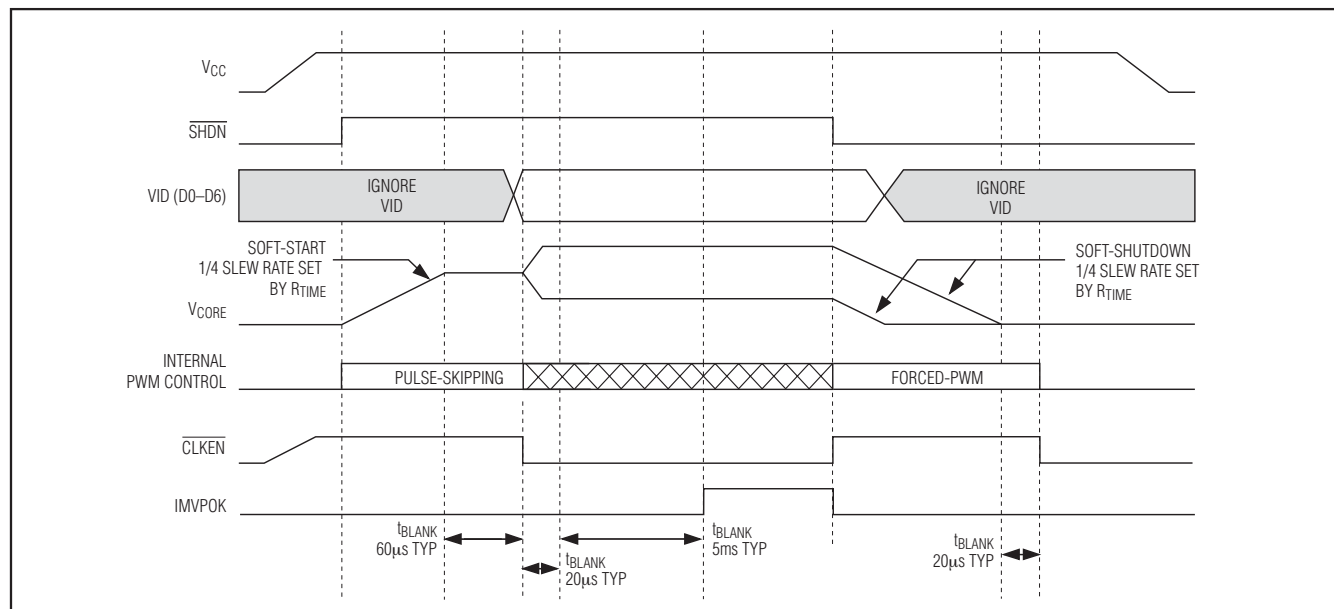 VCC
SHDN
VID (D0–D6)
IGNORE
VID
IGNORE
VID
SOFT-START
1/4 SLEW RATE SET
BY RTIME
SOFT-SHUTDOWN
1/4 SLEW RATE SET
BY RTIME
VCORE
INTERNAL
PWM CONTROL
PULSE-SKIPPING
FORCED-PWM
CLKEN
IMVPOK
tBLANK
60μs TYP
tBLANK
20μs TYP
tBLANK
5ms TYP
tBLANK
20μs TYP